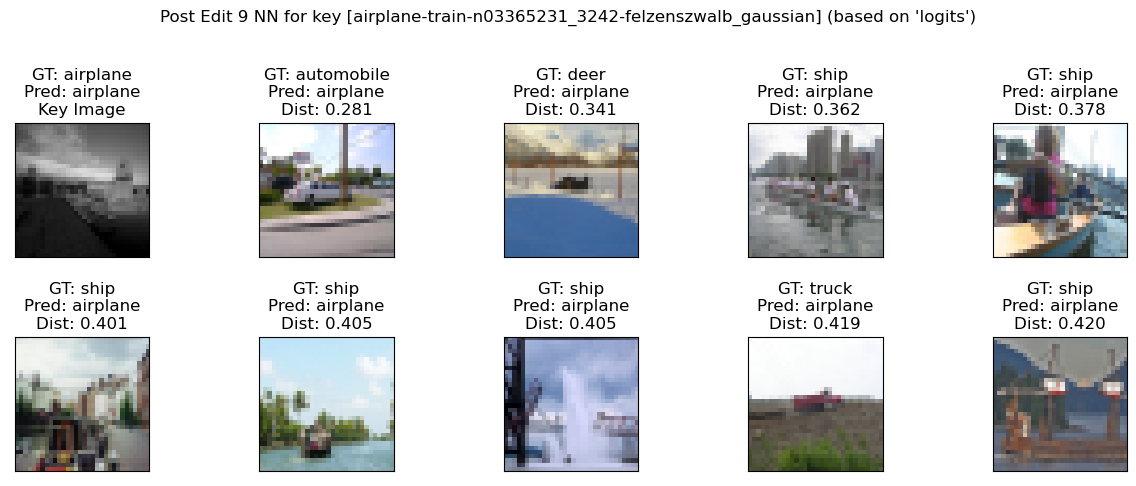 Post Edit 9 NN for key [airplane-train-n03365231_3242-felzenszwalb_gaussian] (based on 'logits')
GT: airplane
Pred: airplane
Key Image
GT: automobile
Pred: airplane
Dist: 0.281
GT: deer
Pred: airplane
Dist: 0.341
GT: ship
Pred: airplane
Dist: 0.362
GT: ship
Pred: airplane
Dist: 0.378
GT: ship
Pred: airplane
Dist: 0.401
GT: ship
Pred: airplane
Dist: 0.405
GT: ship
Pred: airplane
Dist: 0.405
GT: truck
Pred: airplane
Dist: 0.419
GT: ship
Pred: airplane
Dist: 0.420